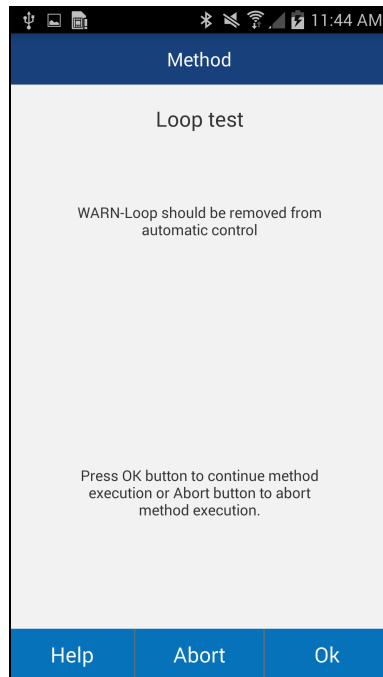 11:44 AM
Method
Loop test
WARN-Loop should be removed from
automatic control
Press OK button to continue method
execution or Abort button to abort
method execution.
Help Abort Ok